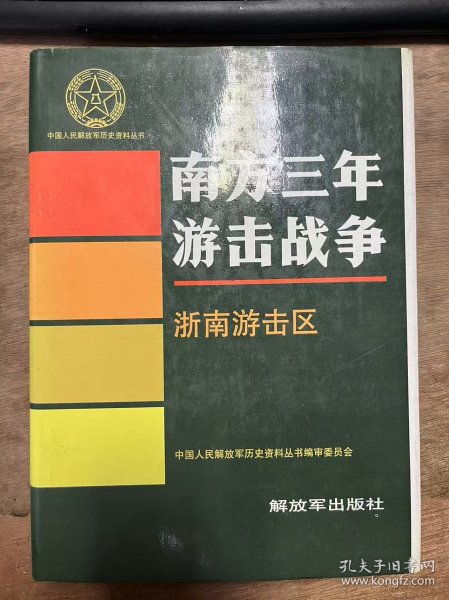 中国人民解放军历史资料丛书
南方三年
游击战争
浙南游击区
中国人民解放军历史资料丛书编审委员会
解放军出版社
孔夫子旧书网
www.kongfz.com